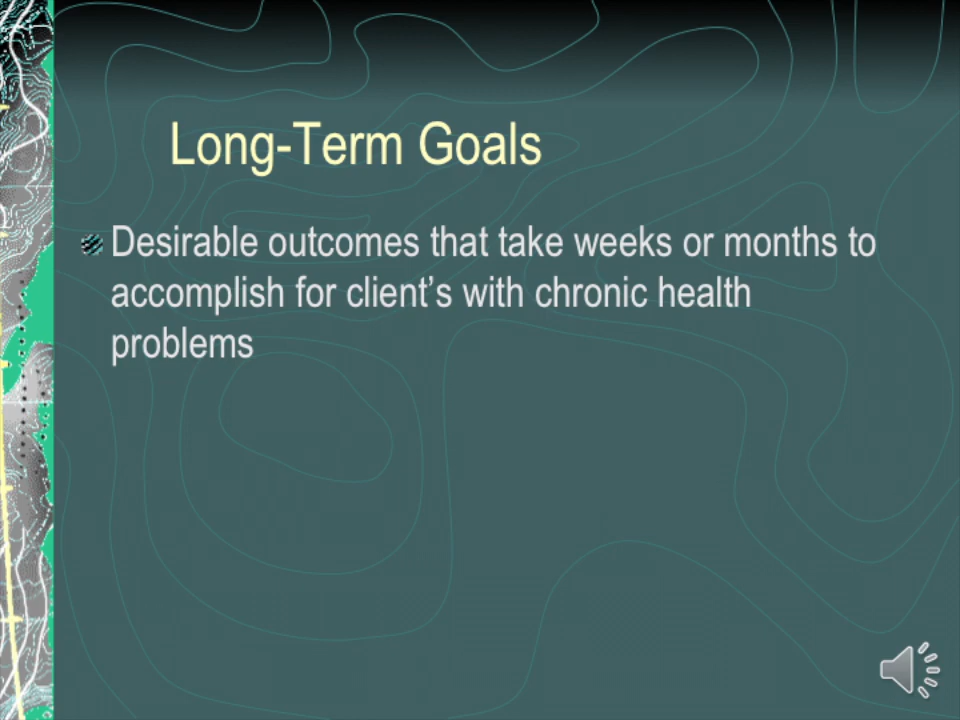 Long-Term Goals
Desirable outcomes that take weeks or months to
accomplish for client’s with chronic health
problems